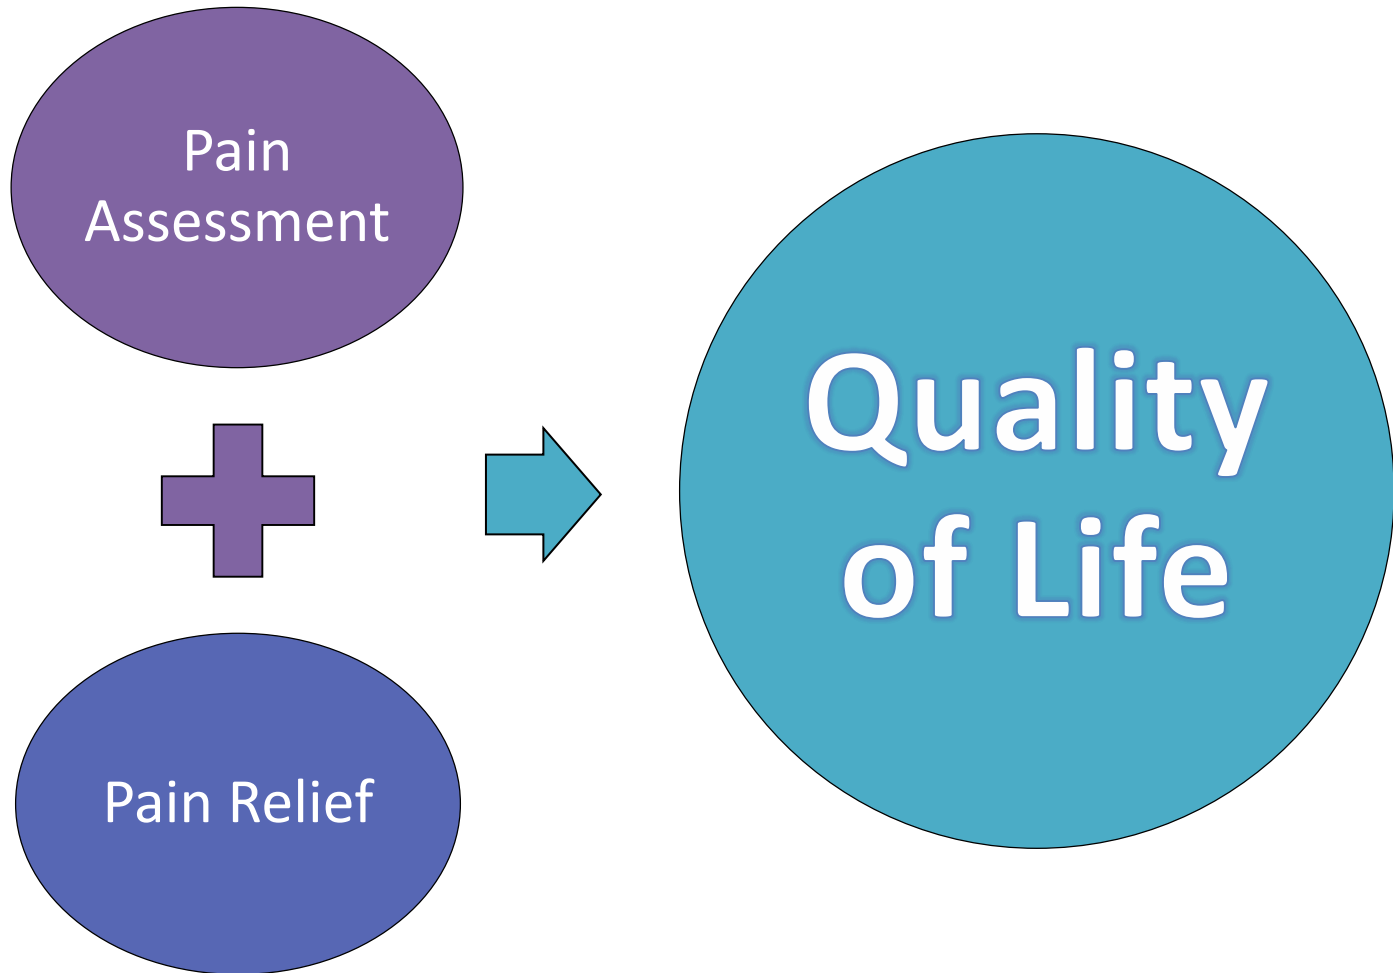 Pain
Assessment
Pain Relief
Quality
of Life